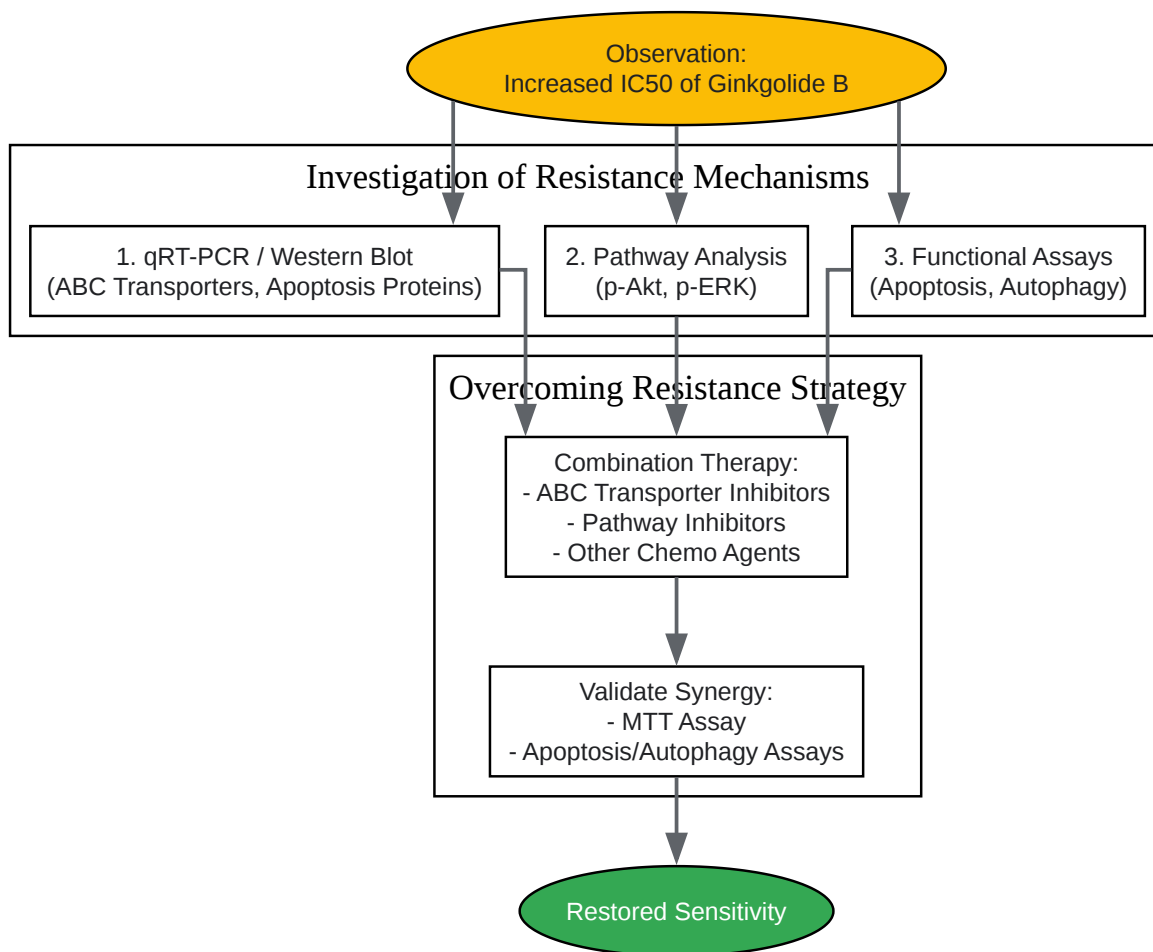 Observation:
Increased IC50 of Ginkgolide B
Investigation of Resistance Mechanisms
1. qRT-PCR / Western Blot
(ABC Transporters, Apoptosis Proteins)
2. Pathway Analysis
(p-Akt, p-ERK)
3. Functional Assays
(Apoptosis, Autophagy)
Overcoming Resistance Strategy
Combination Therapy:
- ABC Transporter Inhibitors
- Pathway Inhibitors
- Other Chemo Agents
Validate Synergy:
- MTT Assay
- Apoptosis/Autophagy Assays
Restored Sensitivity